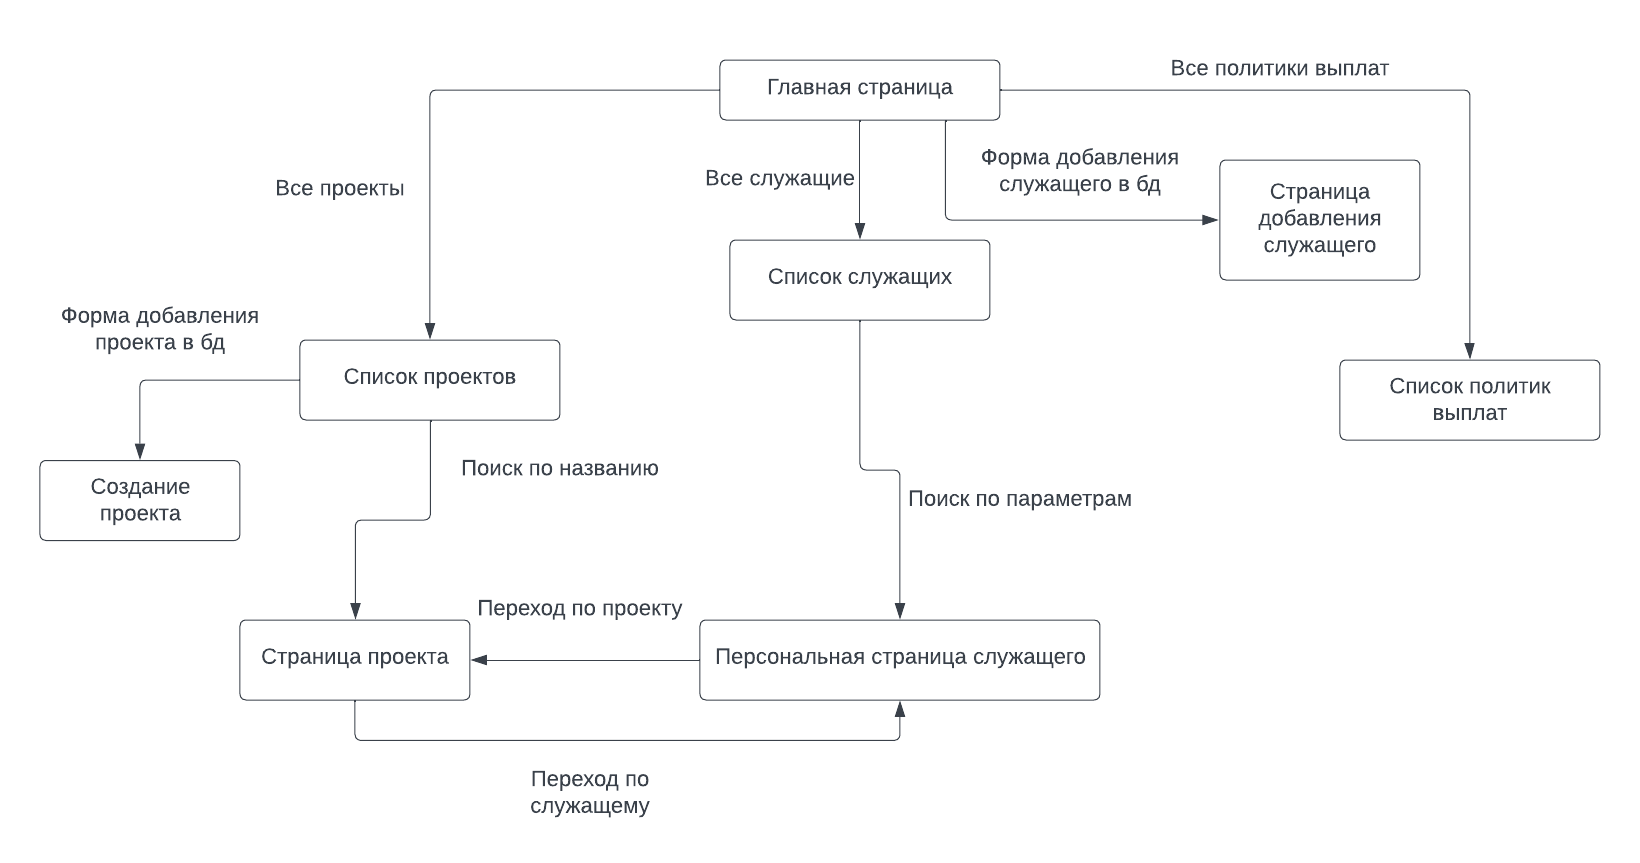 Все политики выплат
Главная страница
Форма добавления
служащего в бд
Все служащие
Все проекты
Страница
добавления
служащего
Список служащих
Форма добавления
проекта в бд
Список проектов
Список политик
выплат
Поиск по названию
Создание
проекта
Поиск по параметрам
Переход по проекту
Страница проекта
Персональная страница служащего
Переход по
служащему